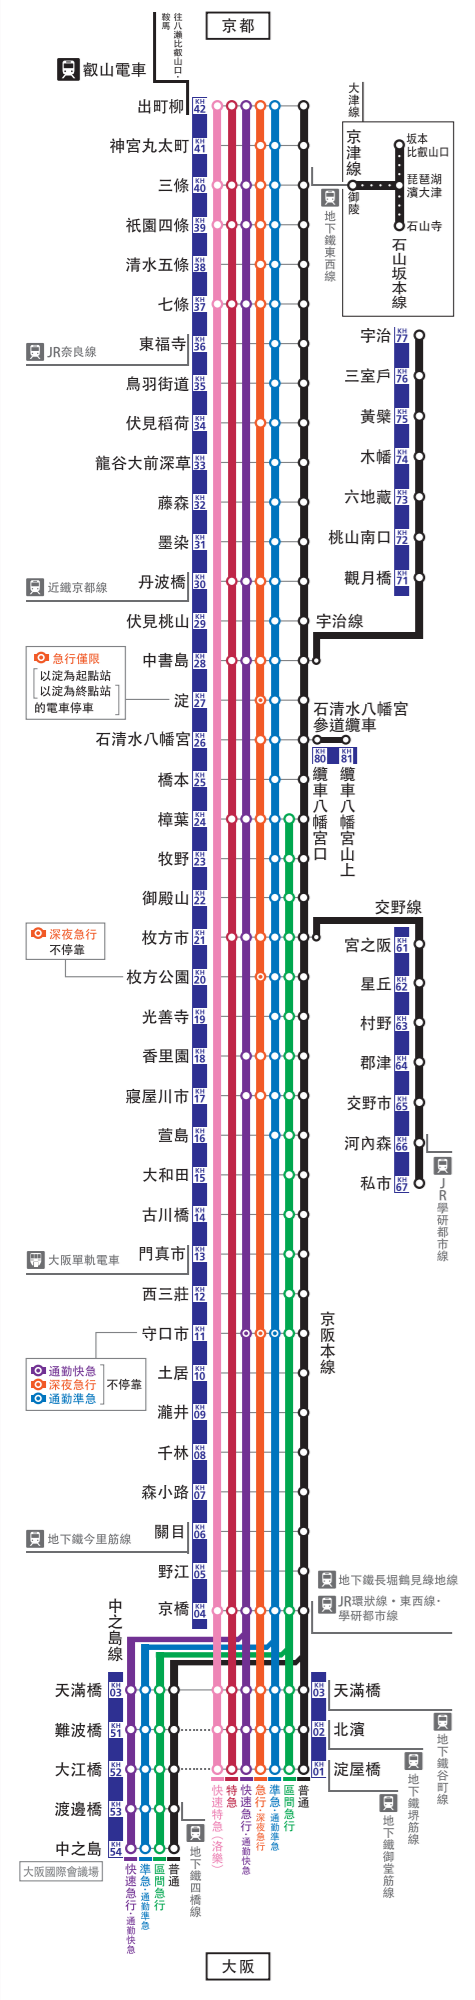 京都
往八瀨比叡山口·
鞍馬
叡山電車
出町柳 KH 42
神宮丸太町 KH 41
三條 KH 40
祇園四條 KH 39
清水五條 KH 38
七條 KH 37
東福寺 KH 36
JR奈良線
鳥羽街道 KH 35
伏見稻荷 KH 34
龍谷大前深草 KH 33
藤森 KH 32
墨染 KH 31
丹波橋 KH 30
近鐵京都線
伏見桃山 KH 29
中書島 KH 28
淀 KH 27
石清水八幡宮 KH 26
橋本 KH 25
樟葉 KH 24
牧野 KH 23
御殿山 KH 22
枚方市 KH 21
枚方公園 KH 20
光善寺 KH 19
香里園 KH 18
寢屋川市 KH 17
萱島 KH 16
大和田 KH 15
古川橋 KH 14
門真市 KH 13
大阪單軌電車
西三莊 KH 12
守口市 KH 11
土居 KH 10
瀧井 KH 09
千林 KH 08
森小路 KH 07
關目 KH 06
地下鐵今里筋線
野江 KH 05
京橋 KH 04
大津線
京津線
坂本
比叡山口
琵琶湖
濱大津
御陵
石山寺
石山坂本線
地下鐵東西線
宇治 KH 77
三室戶 KH 76
黃檗 KH 75
木幡 KH 74
六地藏 KH 73
桃山南口 KH 72
觀月橋 KH 71
宇治線
急行僅限
以淀為起點站
以淀為終點站
的電車停車
石清水八幡宮
參道纜車
KH 80
KH 81
纜車八幡宮口
纜車八幡宮山上
深夜急行
不停靠
交野線
宮之阪 KH 61
星丘 KH 62
村野 KH 63
郡津 KH 64
交野市 KH 65
河內森 KH 66
私市 KH 67
JR學研都市線
通勤快急
深夜急行
通勤準急
不停靠
京阪本線
地下鐵長堀鶴見綠地線
JR環狀線·東西線·
學研都市線
中之島線
天滿橋 KH 03
難波橋 KH 51
大江橋 KH 52
渡邊橋 KH 53
中之島 KH 54
大阪國際會議場
KH 03 天滿橋
KH 02 北濱
KH 01 淀屋橋
地下鐵谷町線
地下鐵堺筋線
地下鐵御堂筋線
地下鐵四橋線
快速特急(洛樂)
特急
快速急行·通勤快急
急行·深夜急行
準急·通勤準急
區間急行
普通
快速急行·通勤快急
準急·通勤準急
區間急行
普通
大阪